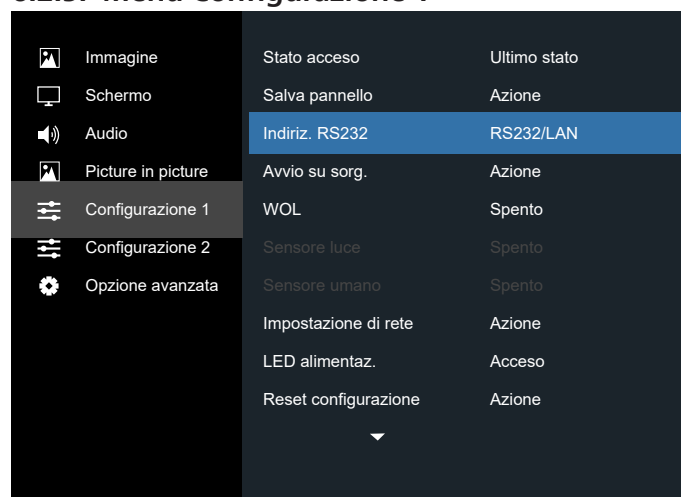 Immagine
Schermo
Audio
Picture in picture
Configurazione 1
Configurazione 2
Opzione avanzata
Stato acceso Ultimo stato
Salva pannello Azione
Indiriz. RS232 RS232/LAN
Avvio su sorg. Azione
WOL Spento
Sensore luce Spento
Sensore umano Spento
Impostazione di rete Azione
LED alimentaz. Acceso
Reset configurazione Azione